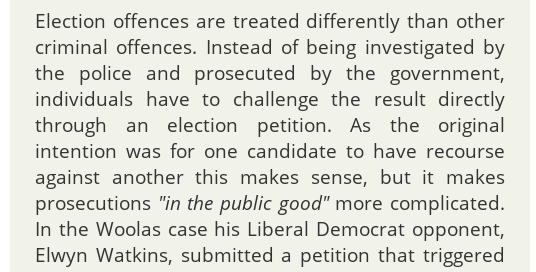 Election offences are treated differently than other
criminal offences. Instead of being investigated by
the police and prosecuted by the government,
individuals have to challenge the result directly
through an election petition. As the original
intention was for one candidate to have recourse
against another this makes sense, but it makes
prosecutions "in the public good" more complicated.
In the Woolas case his Liberal Democrat opponent,
Elwyn Watkins, submitted a petition that triggered